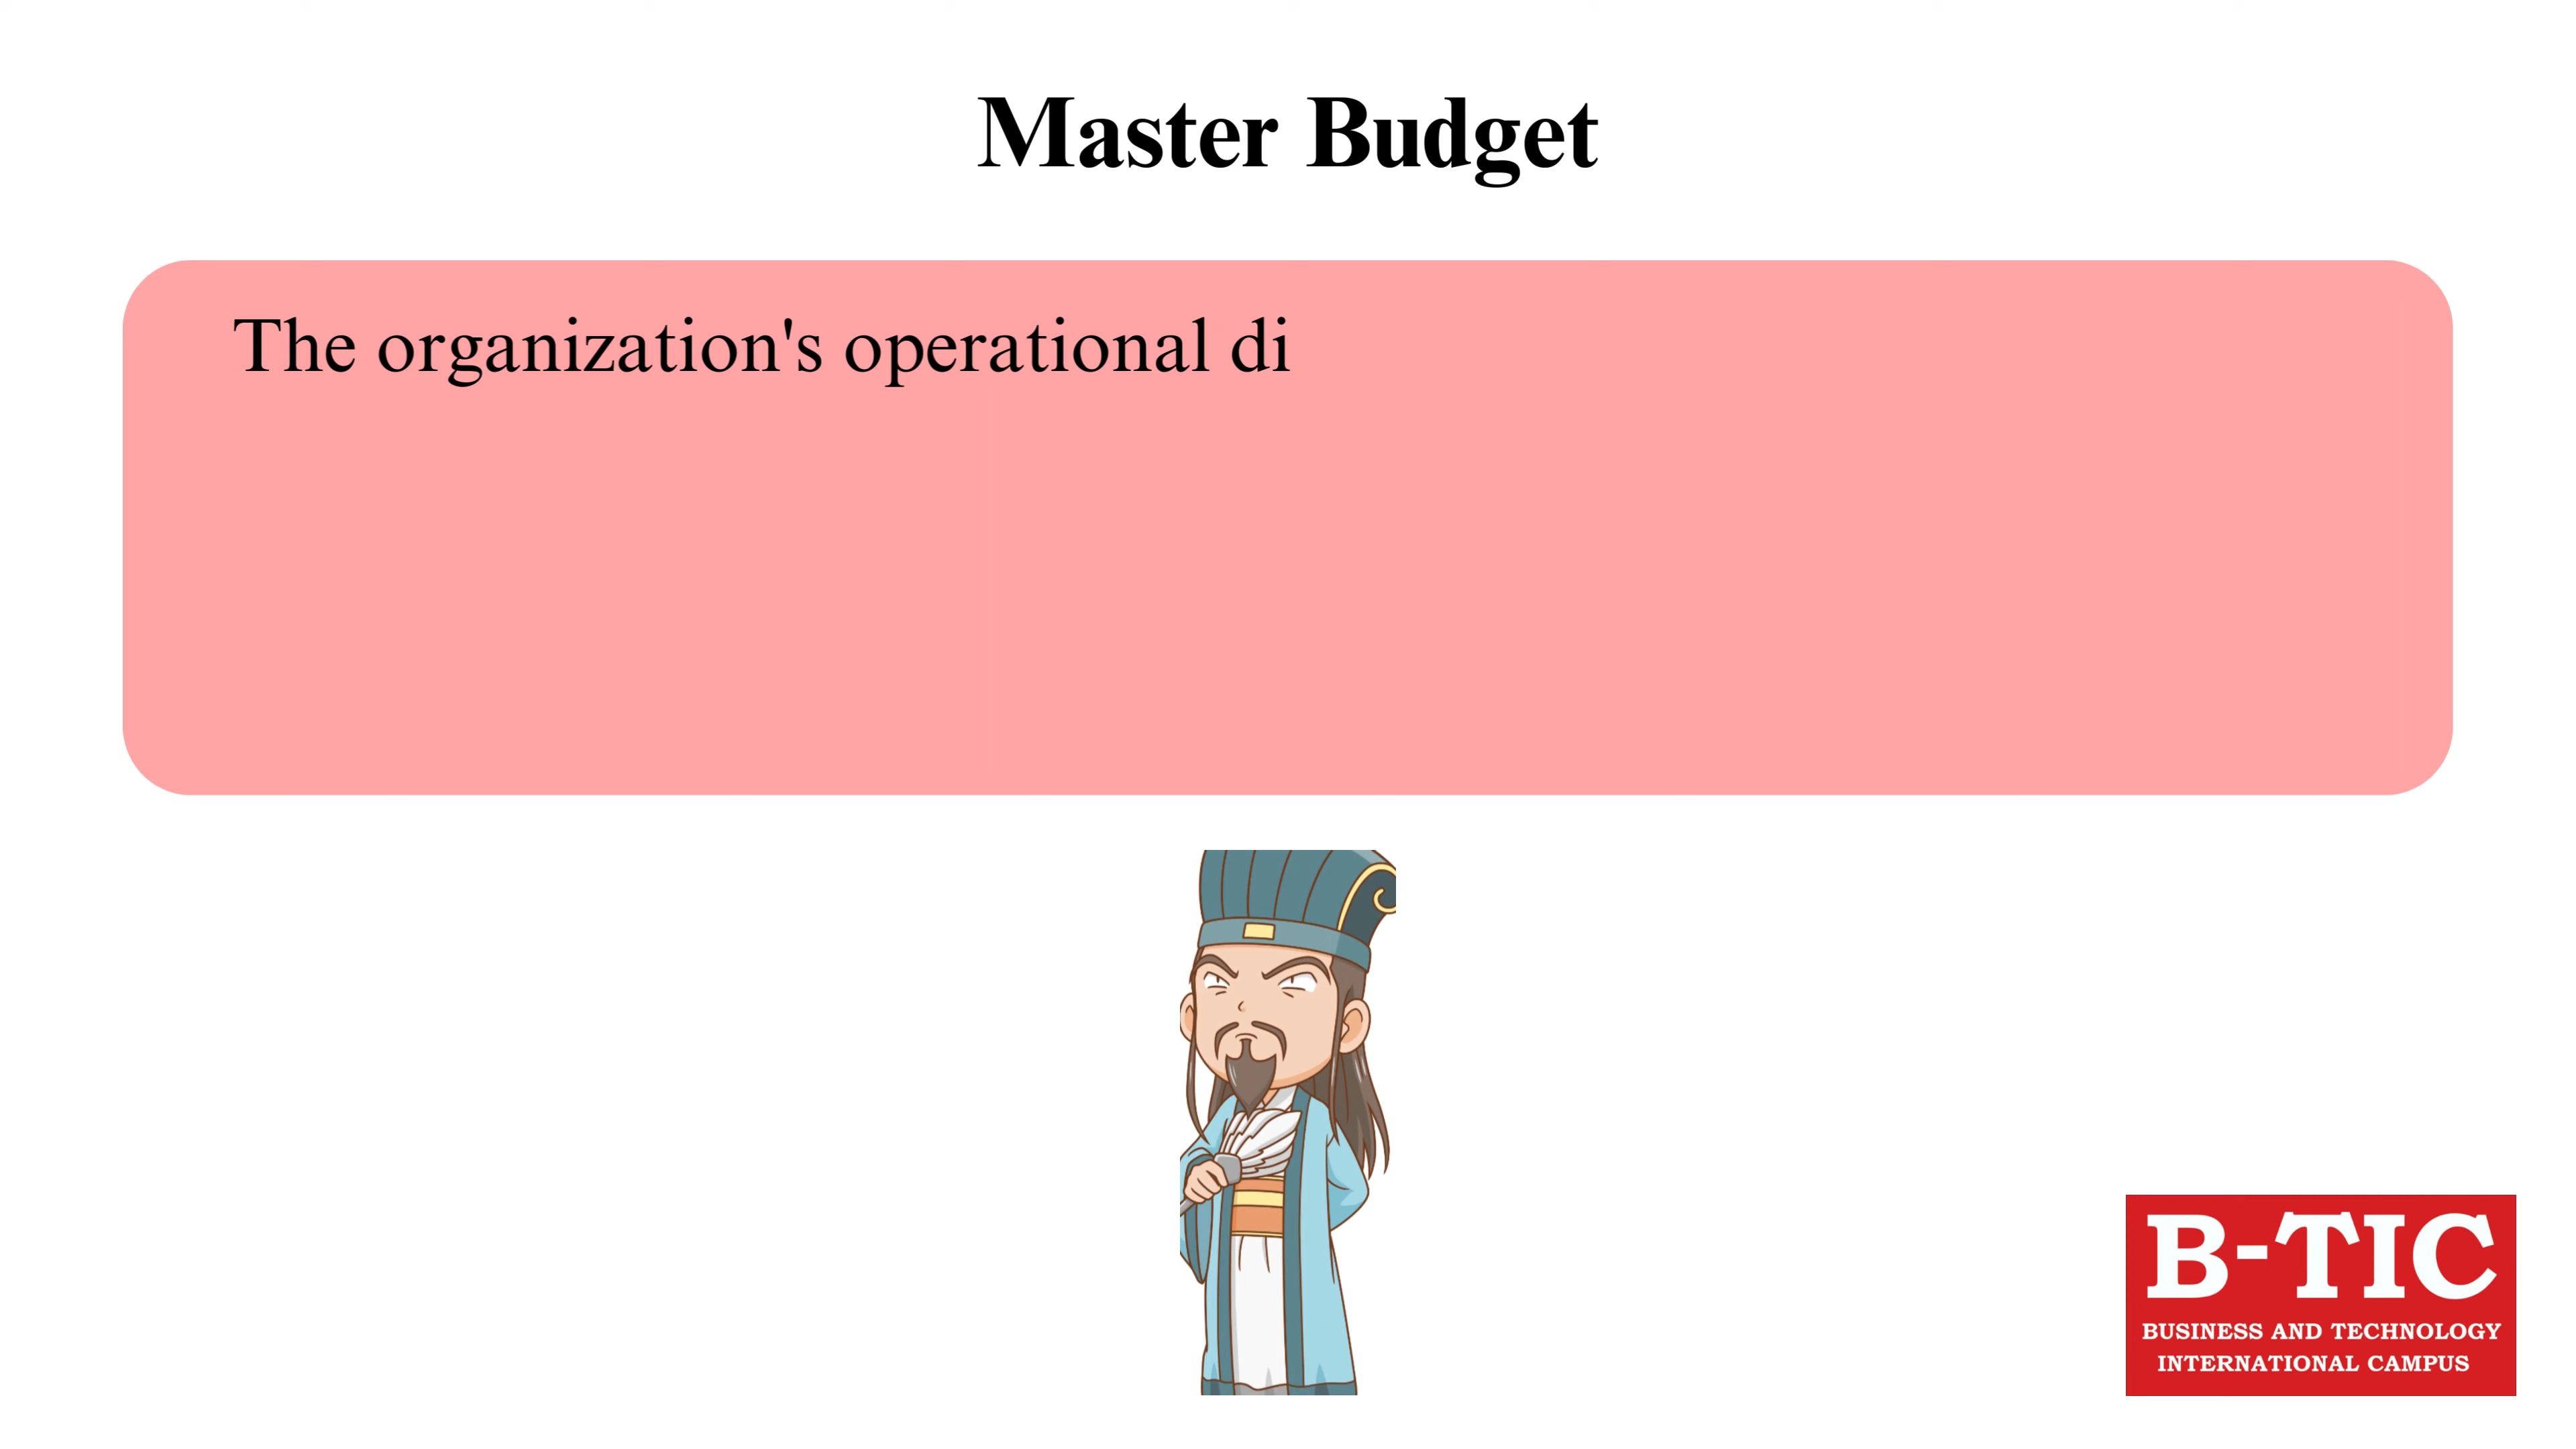 Master Budget
The organization's operational di
B-TIC
BUSINESS AND TECHNOLOGY
INTERNATIONAL CAMPUS